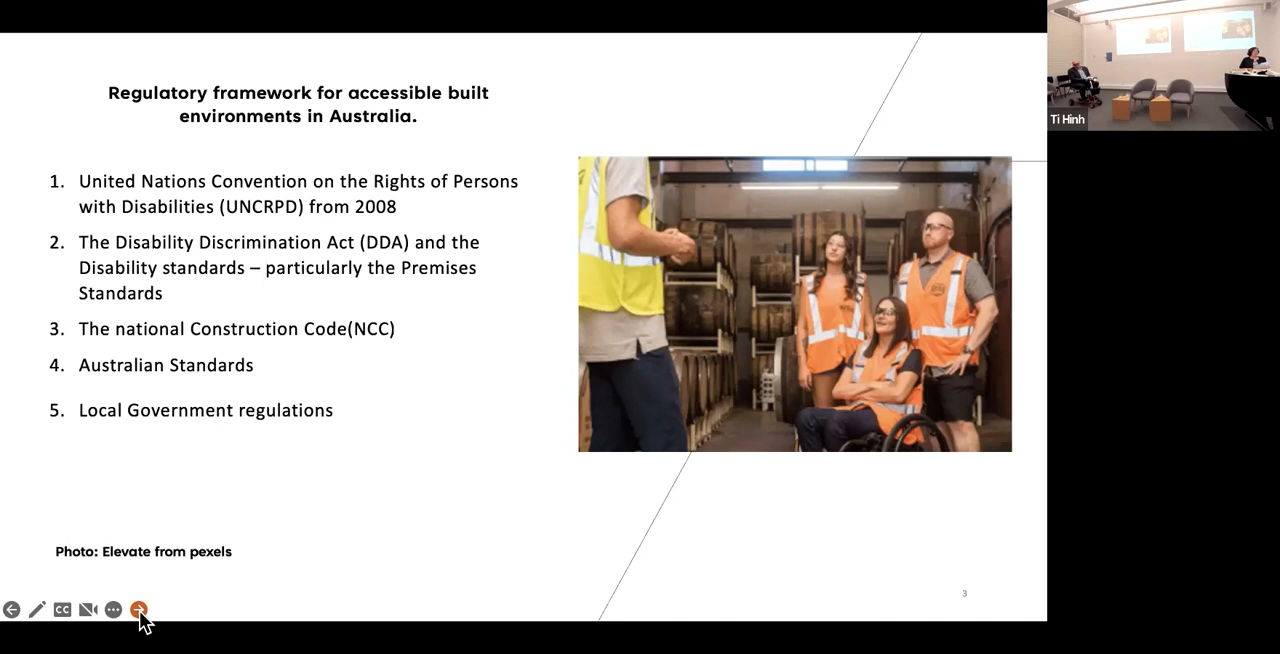 Regulatory framework for accessible built
environments in Australia.
1. United Nations Convention on the Rights of Persons
with Disabilities (UNCRPD) from 2008
2. The Disability Discrimination Act (DDA) and the
Disability standards – particularly the Premises
Standards
3. The national Construction Code(NCC)
4. Australian Standards
5. Local Government regulations
Photo: Elevate from pexels
3
CC
Ti Hinh